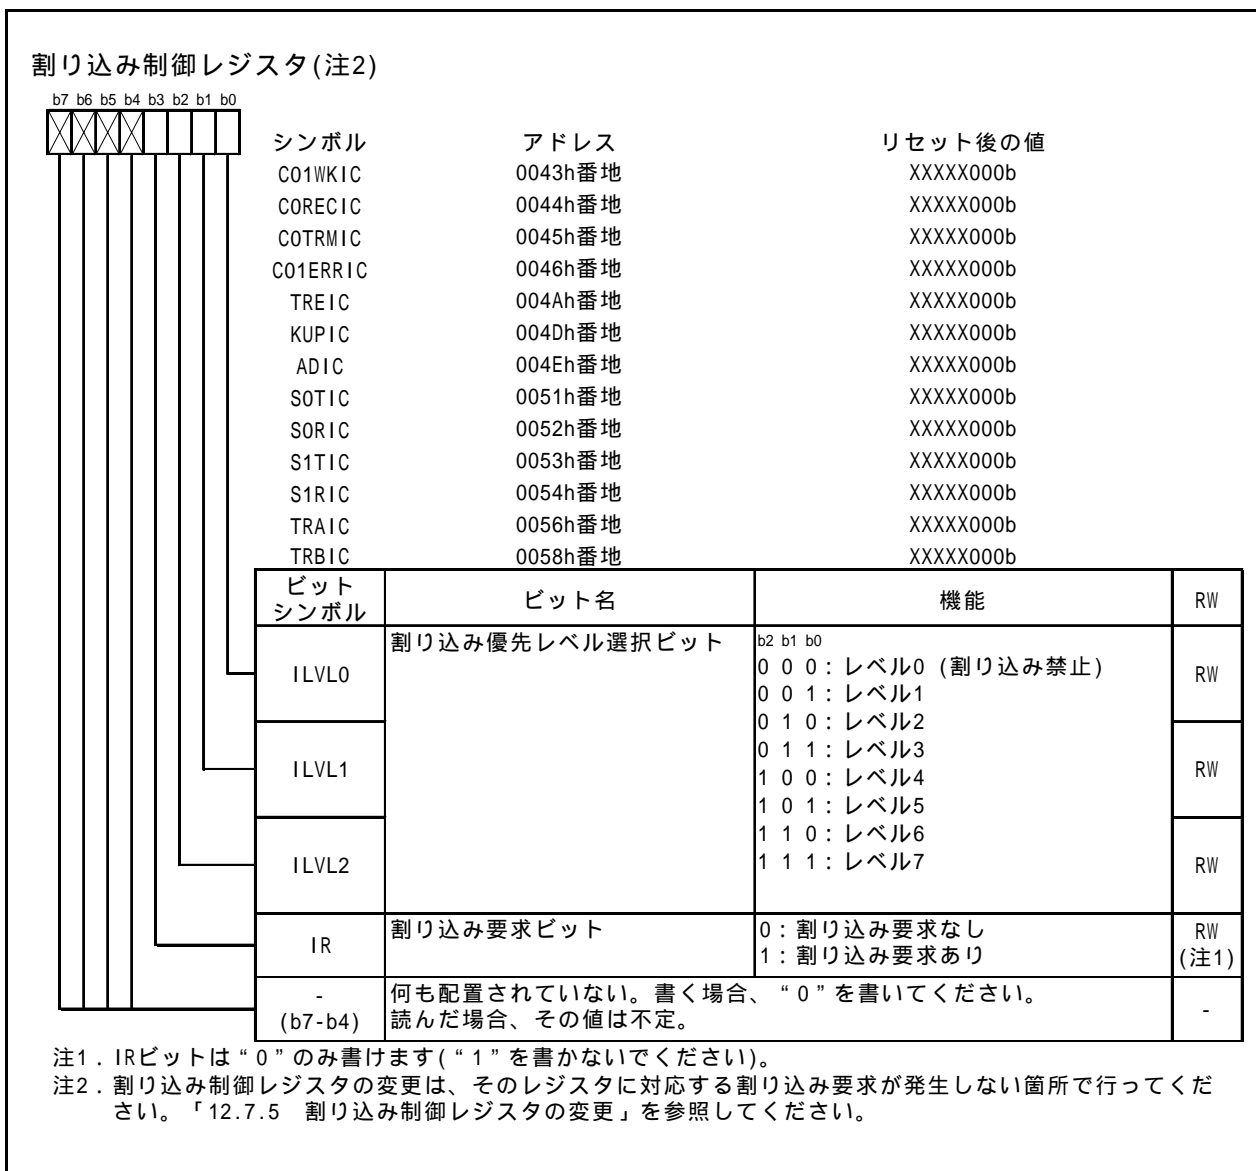 割り込み制御レジスタ(注2)
b7 b6 b5 b4 b3 b2 b1 b0
シンボル アドレス リセット後の値
C01WKIC 0043h番地 XXXXX000b
C0RECIC 0044h番地 XXXXX000b
C0TRMIC 0045h番地 XXXXX000b
C01ERRIC 0046h番地 XXXXX000b
TREIC 004Ah番地 XXXXX000b
KUPIC 004Dh番地 XXXXX000b
ADIC 004Eh番地 XXXXX000b
S0TIC 0051h番地 XXXXX000b
S0RIC 0052h番地 XXXXX000b
S1TIC 0053h番地 XXXXX000b
S1RIC 0054h番地 XXXXX000b
TRAIC 0056h番地 XXXXX000b
TRBIC 0058h番地 XXXXX000b
ビット
シンボル ビット名 機能 RW
ILVL0 割り込み優先レベル選択ビット b2 b1 b0 RW
0 0 0：レベル0 (割り込み禁止)
0 0 1：レベル1
0 1 0：レベル2
0 1 1：レベル3
ILVL1 RW
1 0 0：レベル4
1 0 1：レベル5
1 1 0：レベル6
1 1 1：レベル7
ILVL2 RW
IR 割り込み要求ビット 0：割り込み要求なし RW
1：割り込み要求あり (注1)
- 何も配置されていない。書く場合、“0”を書いてください。 -
(b7-b4) 読んだ場合、その値は不定。
注1．IRビットは“0”のみ書けます(“1”を書かないでください)。
注2．割り込み制御レジスタの変更は、そのレジスタに対応する割り込み要求が発生しない箇所で行ってくだ
さい。「12.7.5　割り込み制御レジスタの変更」を参照してください。